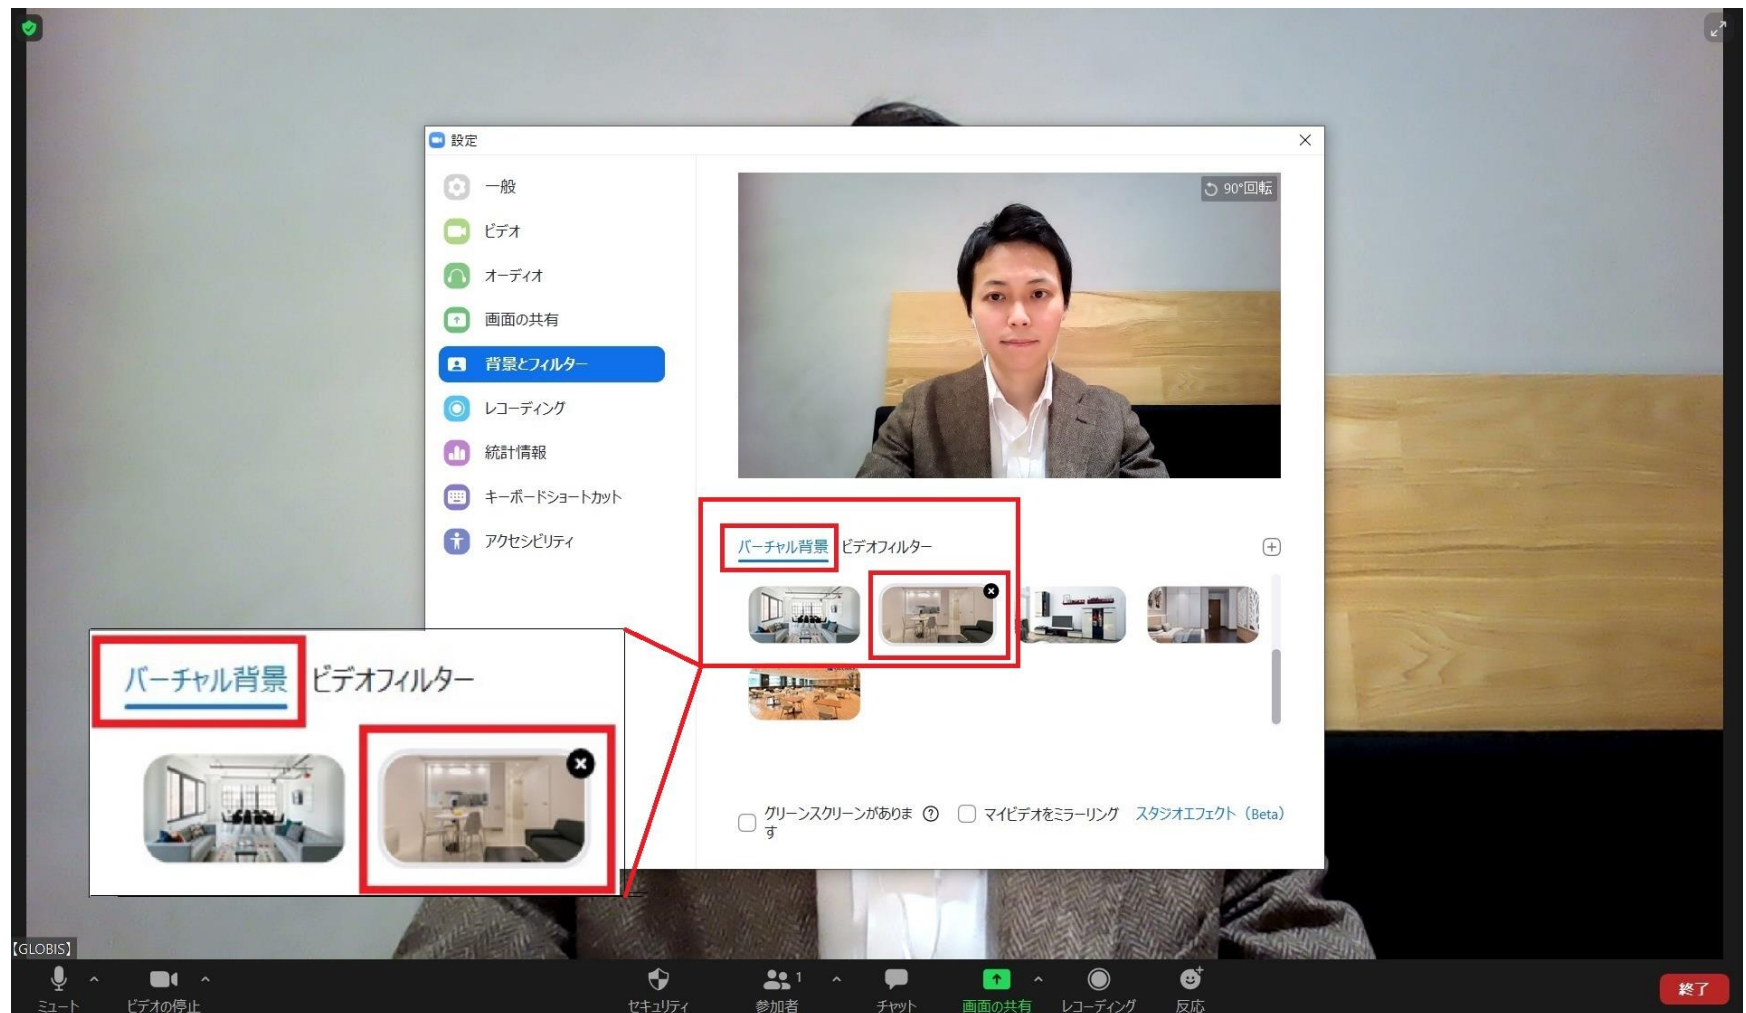 設定
90°回転
一般
ビデオ
オーディオ
画面の共有
背景とフィルター
レコーディング
統計情報
キーボードショートカット
アクセシビリティ
バーチャル背景 ビデオフィルター
バーチャル背景 ビデオフィルター
グリーンスクリーンがありま
す
マイビデオをミラーリング
スタジオエフェクト（Beta）
【GLOBIS】
ミュート
ビデオの停止
セキュリティ
1
参加者
チャット
画面の共有
レコーディング
反応
終了